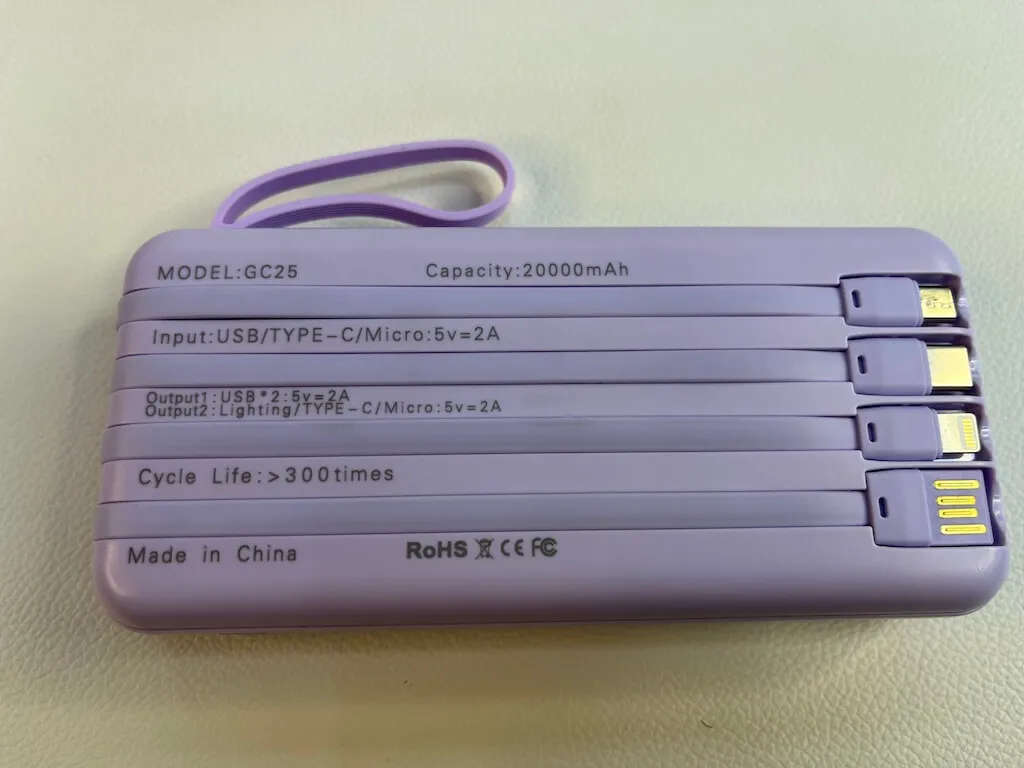 MODEL:GC25 Capacity:20000mAh
Input:USB/TYPE-C/Micro:5v=2A
Output1:USB*2:5v=2A
Output2:Lighting/TYPE-C/Micro:5v=2A
Cycle Life:>300times
Made in China RoHS CE FC